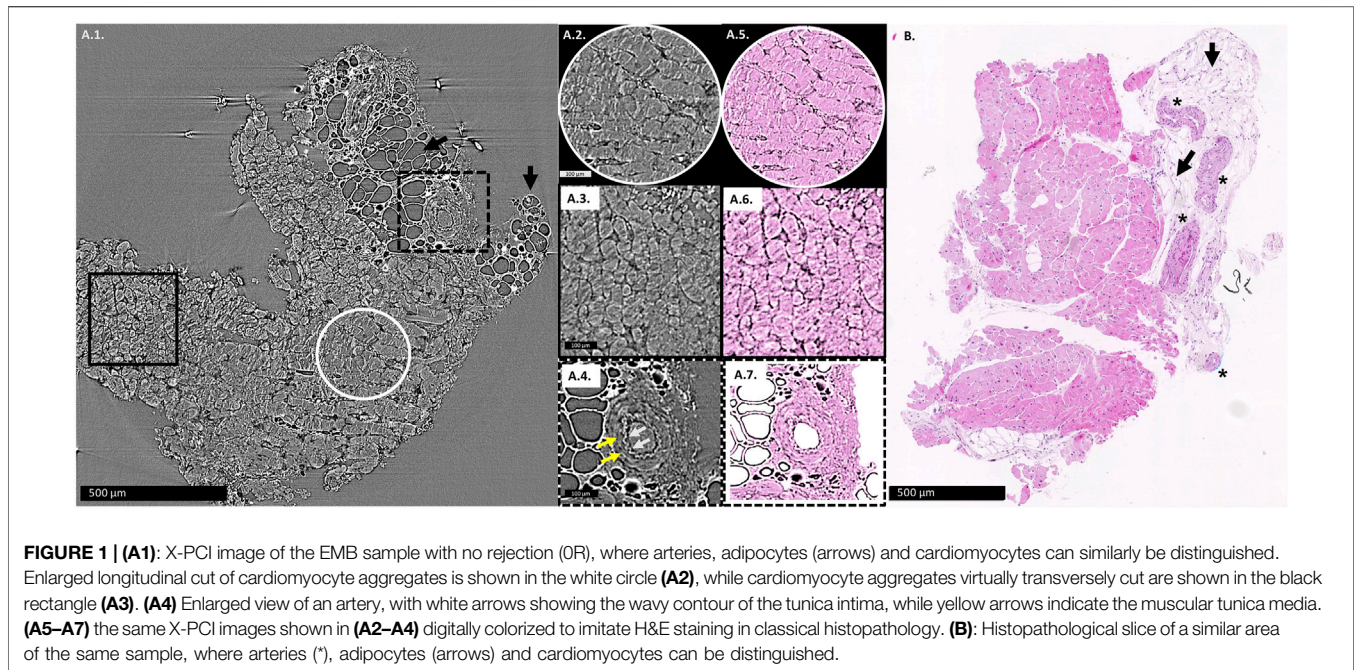 A.1.
500 µm
A.2.
100 µm
A.5.
A.3.
100 µm
A.6.
A.4.
100 µm
A.7.
B.
*
*
*
*
500 µm
FIGURE 1 | (A1): X-PCI image of the EMB sample with no rejection (0R), where arteries, adipocytes (arrows) and cardiomyocytes can similarly be distinguished.
Enlarged longitudinal cut of cardiomyocyte aggregates is shown in the white circle (A2), while cardiomyocyte aggregates virtually transversely cut are shown in the black
rectangle (A3). (A4) Enlarged view of an artery, with white arrows showing the wavy contour of the tunica intima, while yellow arrows indicate the muscular tunica media.
(A5–A7) the same X-PCI images shown in (A2–A4) digitally colorized to imitate H&E staining in classical histopathology. (B): Histopathological slice of a similar area
of the same sample, where arteries (*), adipocytes (arrows) and cardiomyocytes can be distinguished.